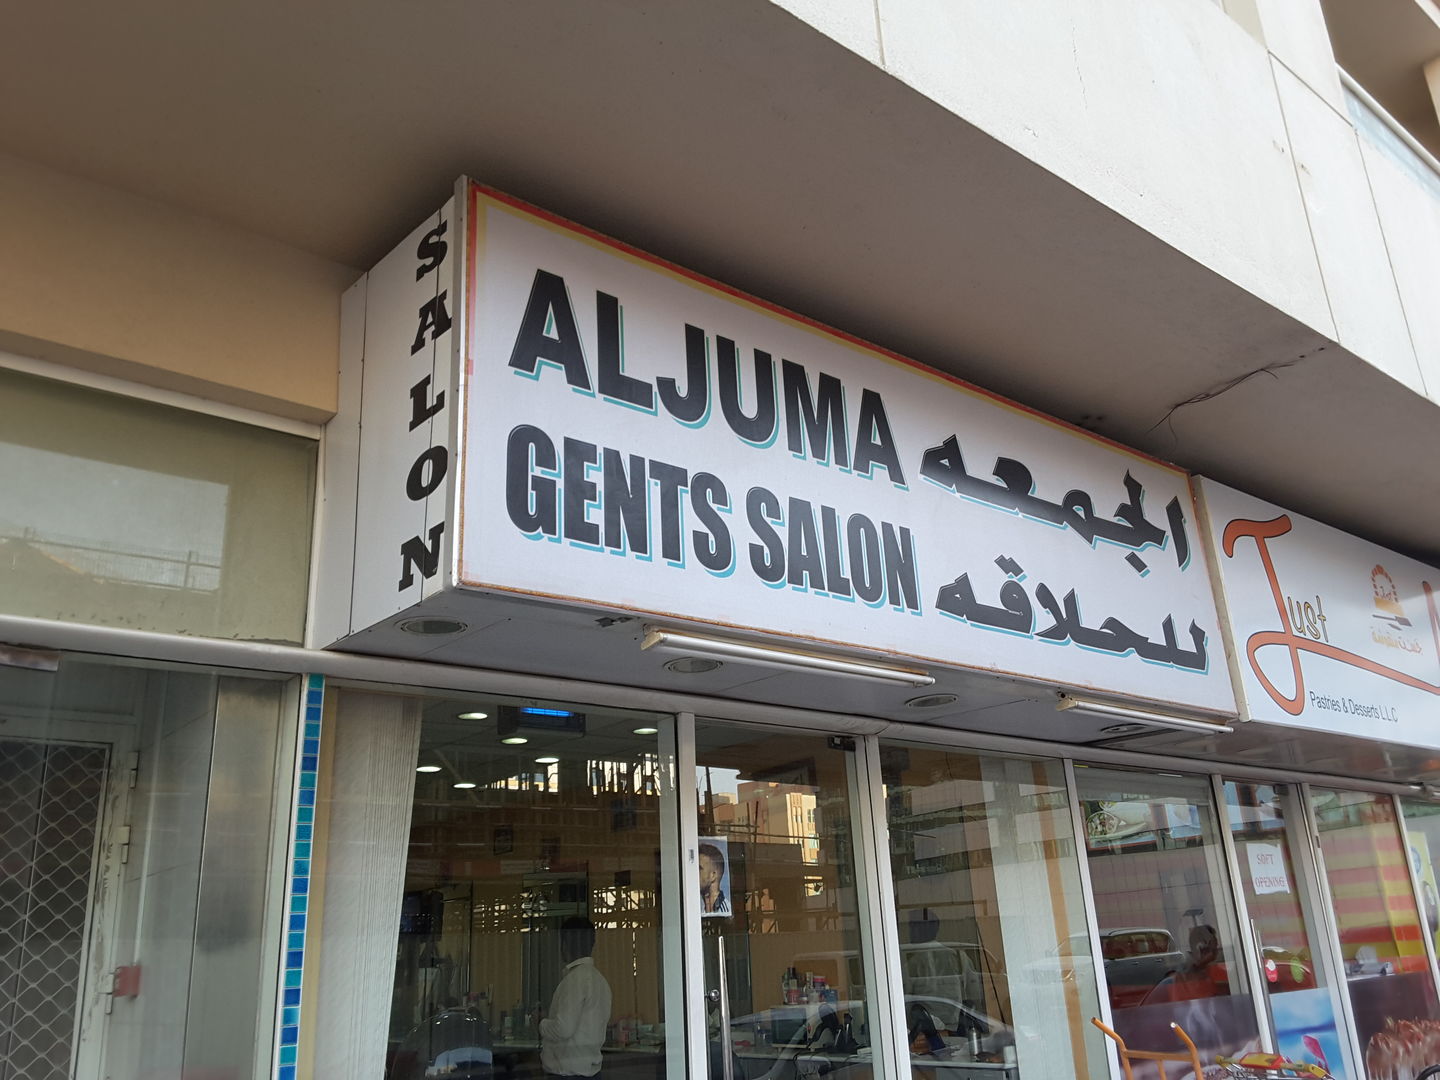 SALON
ALJUMA
الجمعه
GENTS SALON
للحلاقه
Just
Pastries & Desserts L.L.C
SOFT
OPENING